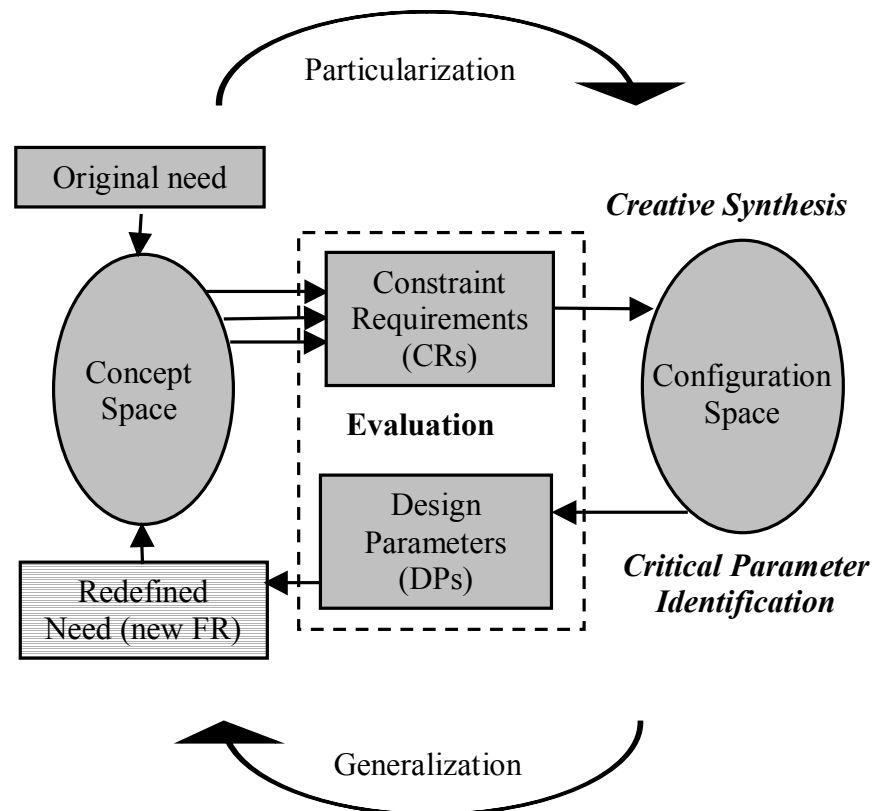 Particularization
Original need
Creative Synthesis
Constraint
Requirements
(CRs)
Concept
Space
Configuration
Space
Evaluation
Design
Parameters
(DPs)
Critical Parameter
Identification
Redefined
Need (new FR)
Generalization